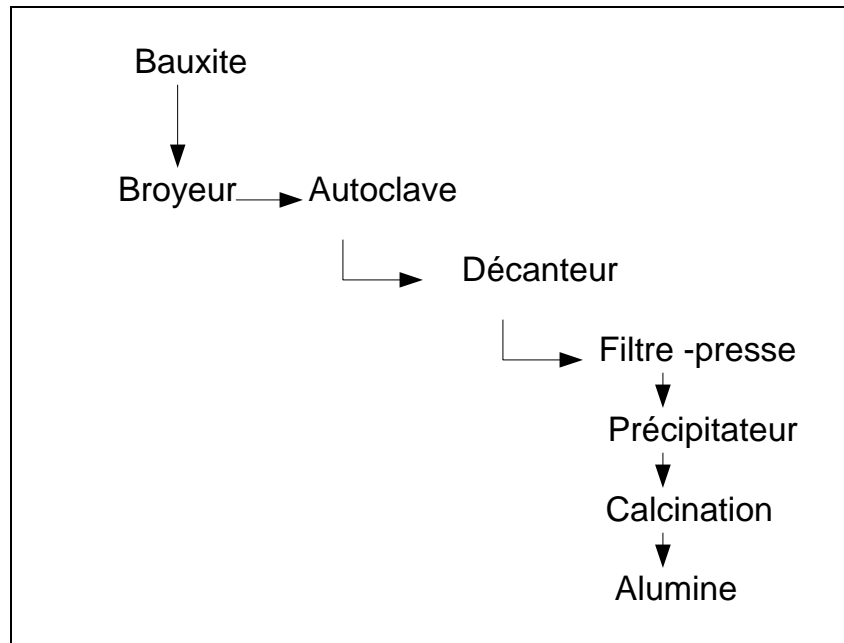 Bauxite
Broyeur Autoclave
Décanteur
Filtre -presse
Précipitateur
Calcination
Alumine